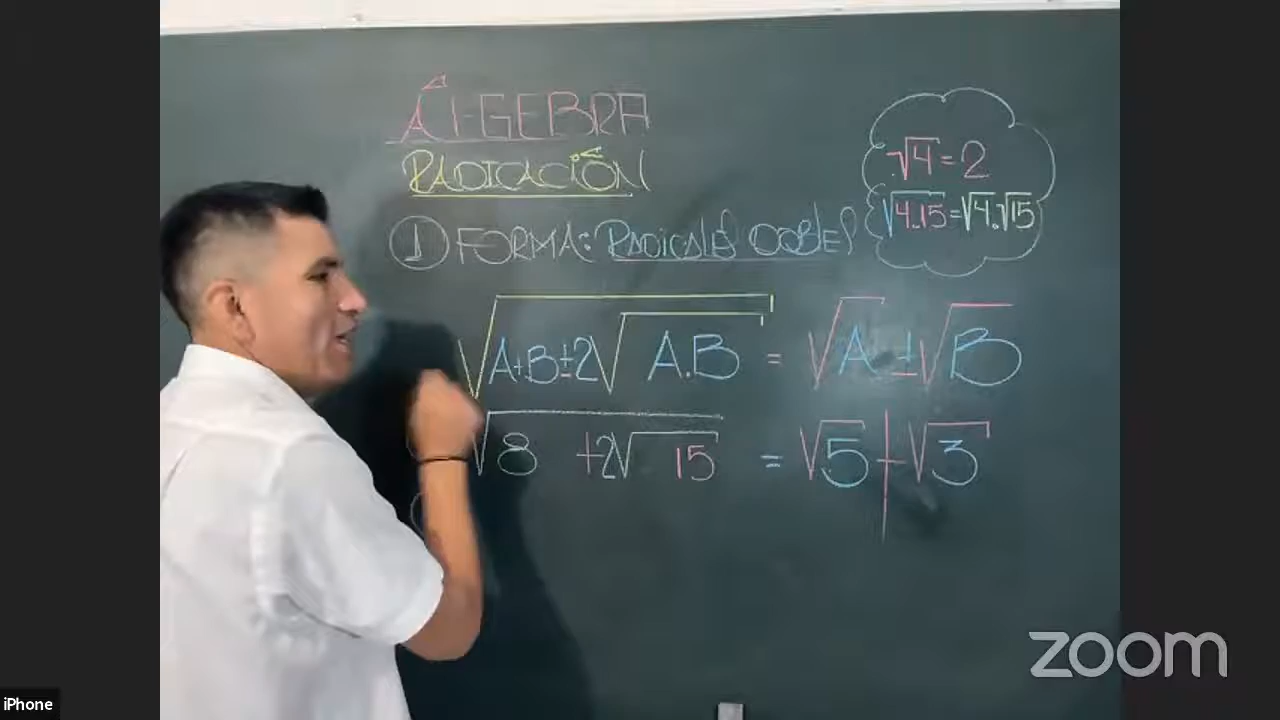 ÁLGEBRA
RADICACIÓN
√4 = 2
√4.15 = √4.√15
① FORMA: RADICALES DOBLES
√A+B±2√A.B = √A ± √B
√8 +2√15 = √5 + √3
zoom
iPhone